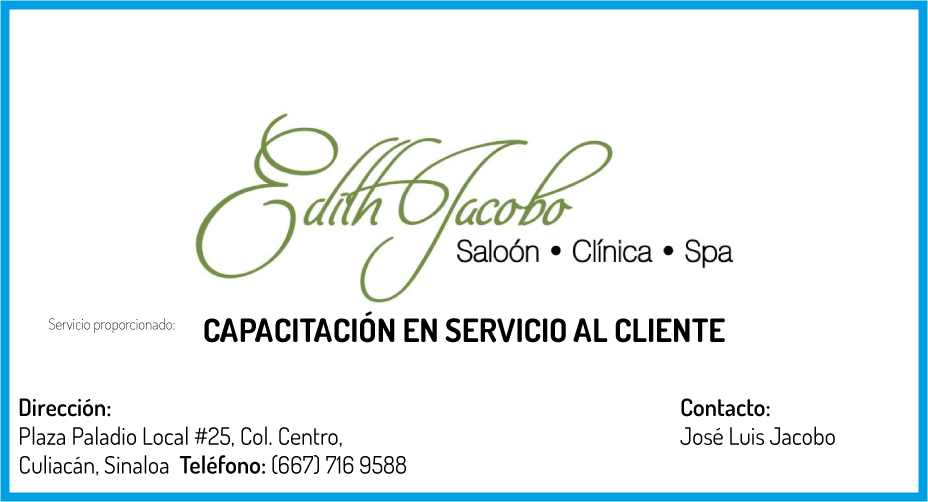 Edith Jacobo
Saloón • Clínica • Spa
Servicio proporcionado: CAPACITACIÓN EN SERVICIO AL CLIENTE
Dirección:
Plaza Paladio Local #25, Col. Centro,
Culiacán, Sinaloa Teléfono: (667) 716 9588
Contacto:
José Luis Jacobo